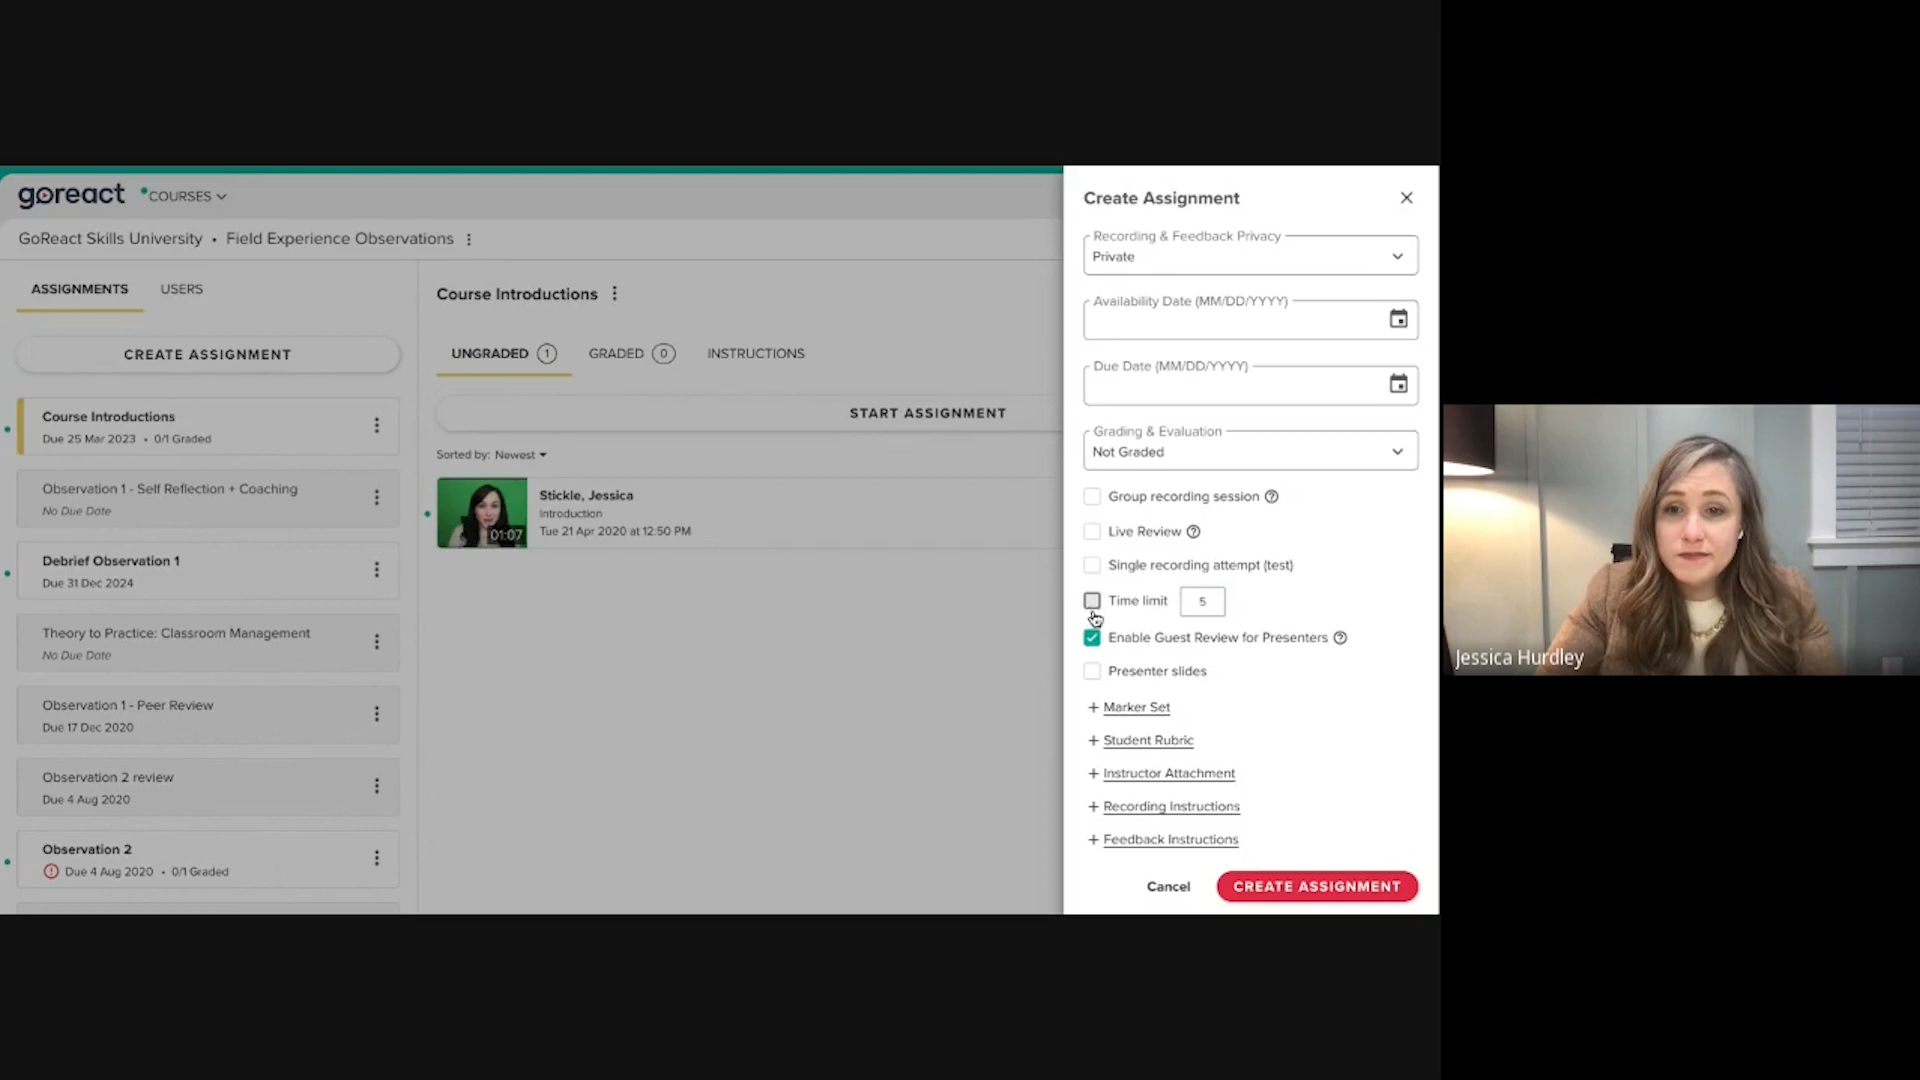 goreact
COURSES
GoReact Skills University • Field Experience Observations
ASSIGNMENTS
USERS
CREATE ASSIGNMENT
Course Introductions
Due 25 Mar 2023 • 0/1 Graded
Observation 1 - Self Reflection + Coaching
No Due Date
Debrief Observation 1
Due 31 Dec 2024
Theory to Practice: Classroom Management
No Due Date
Observation 1 - Peer Review
Due 17 Dec 2020
Observation 2 review
Due 4 Aug 2020
Observation 2
Due 4 Aug 2020 • 0/1 Graded
Course Introductions
UNGRADED 1
GRADED 0
INSTRUCTIONS
START ASSIGNMENT
Sorted by: Newest
01:07
Stickle, Jessica
Introduction
Tue 21 Apr 2020 at 12:50 PM
Create Assignment
Recording & Feedback Privacy
Private
Availability Date (MM/DD/YYYY)
Due Date (MM/DD/YYYY)
Grading & Evaluation
Not Graded
Group recording session ?
Live Review ?
Single recording attempt (test)
Time limit 5
Enable Guest Review for Presenters ?
Presenter slides
+ Marker Set
+ Student Rubric
+ Instructor Attachment
+ Recording Instructions
+ Feedback Instructions
Cancel
CREATE ASSIGNMENT
Jessica Hurdley